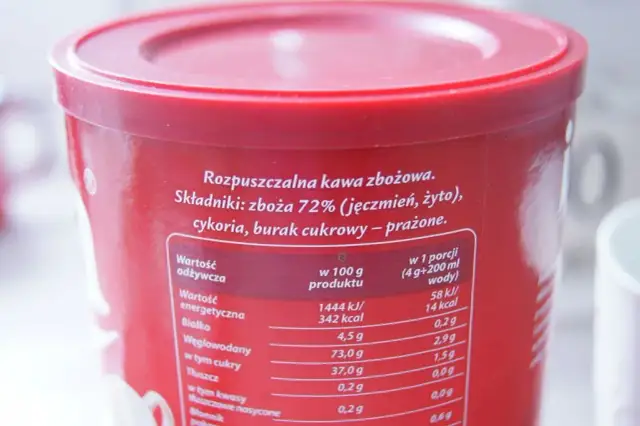 Rozpuszczalna kawa zbożowa.
Składniki: zboża 72% (jęczmień, żyto),
cykoria, burak cukrowy – prażone.
Wartość odżywcza w 100 g produktu w 1 porcji (4 g+200 ml wody)
Wartość energetyczna 1444 kJ/ 342 kcal 58 kJ/ 14 kcal
Białko 4,5 g 0,2 g
Węglowodany 73,0 g 2,9 g
w tym cukry 37,0 g 1,5 g
Tłuszcz 0,2 g 0,0 g
w tym kwasy tłuszczowe nasycone 0,2 g 0,0 g
Błonnik 0,6 g